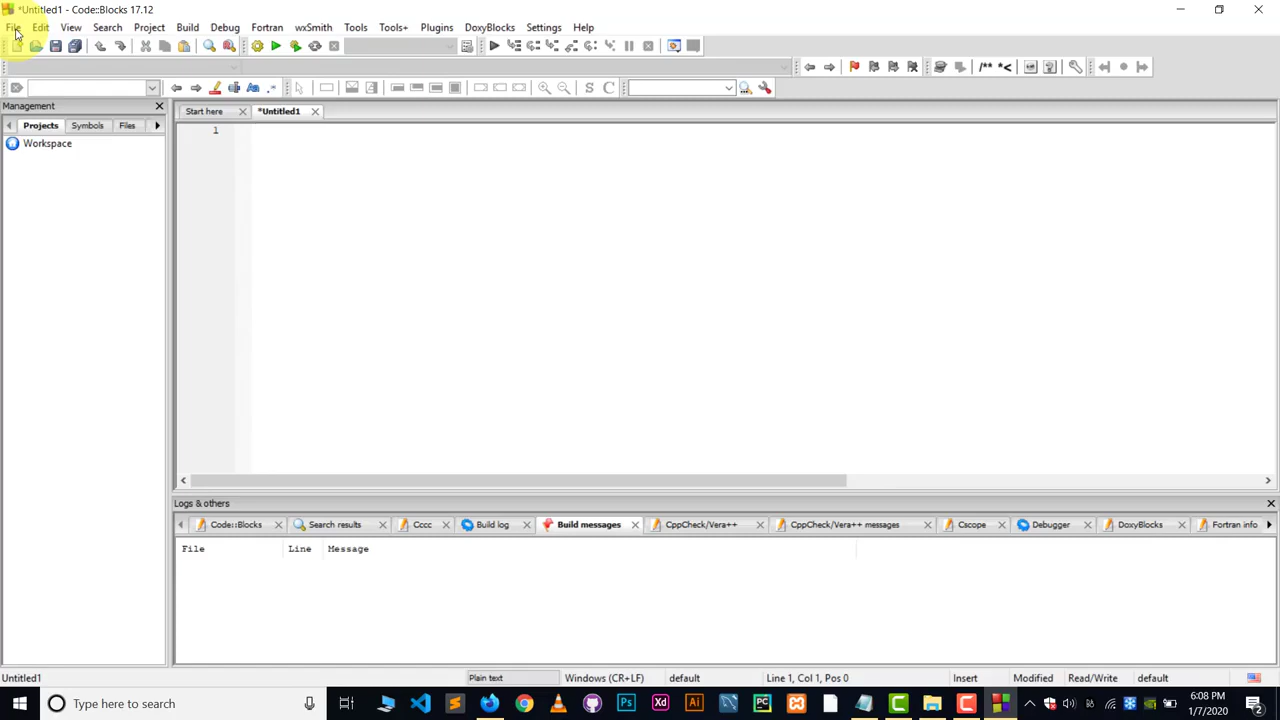 *Untitled1 - Code::Blocks 17.12
File Edit View Search Project Build Debug Fortran wxSmith Tools Tools+ Plugins DoxyBlocks Settings Help
/** *<
Management
Start here *Untitled1
Projects Symbols Files
1
Workspace
Logs & others
Code::Blocks Search results Cccc Build log Build messages CppCheck/Vera++ CppCheck/Vera++ messages Cscope Debugger DoxyBlocks Fortran info
File Line Message
Untitled1 Plain text Windows (CR+LF) default Line 1, Col 1, Pos 0 Insert Modified Read/Write default
Type here to search
6:08 PM
1/7/2020
2